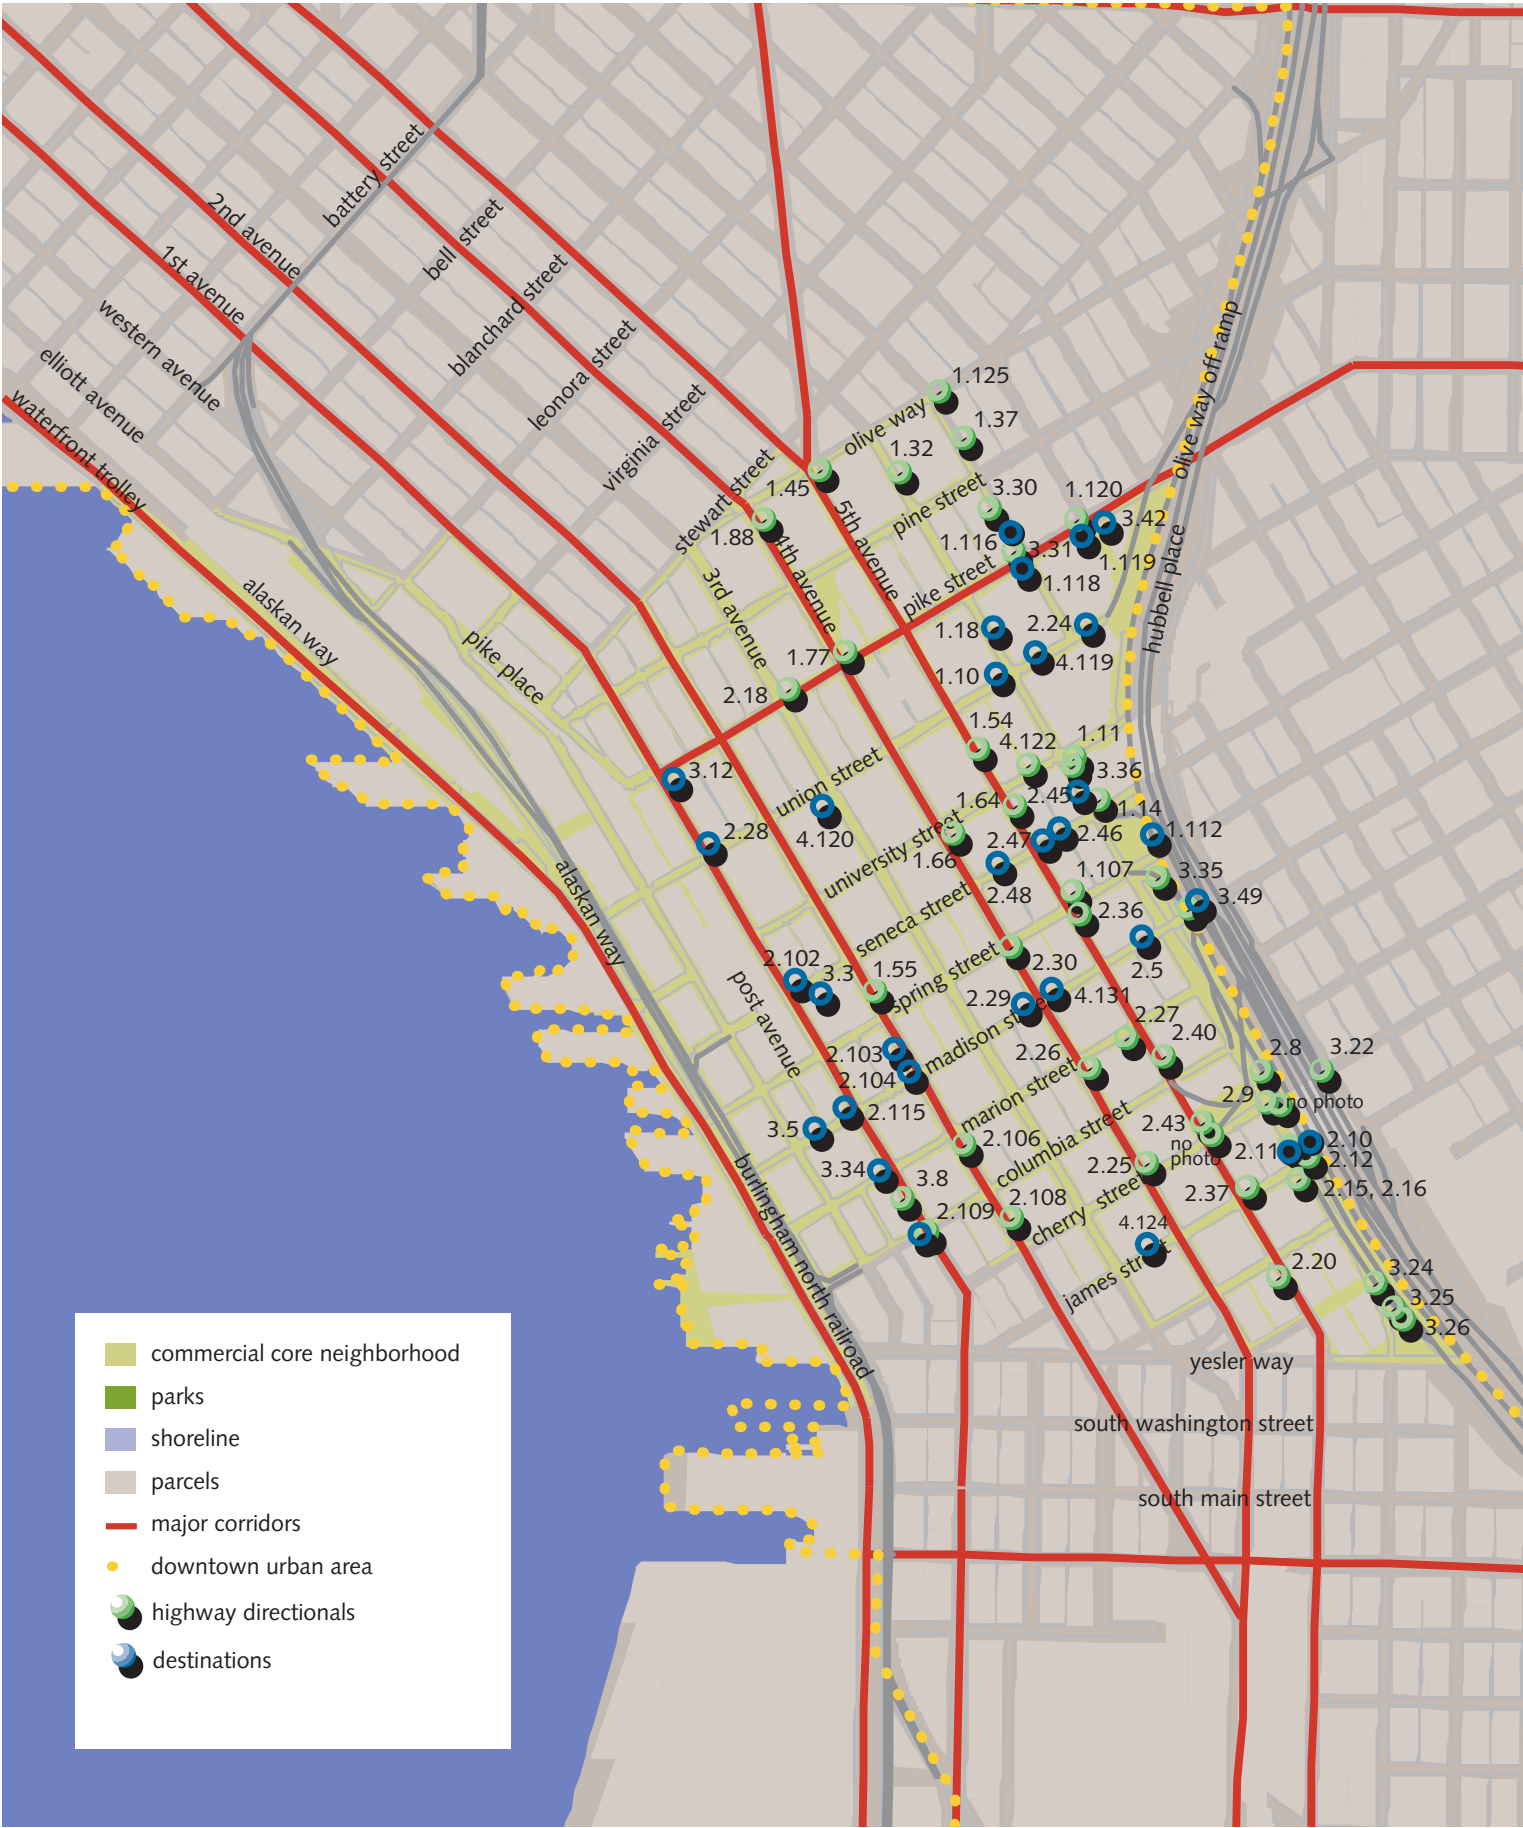 battery street
2nd avenue
bell street
1st avenue
blanchard street
western avenue
leonora street
elliott avenue
olive way off ramp
virginia street
waterfront trolley
1.125
olive way
1.37
1.32
stewart street
3.30
1.120
1.45
pine street
5th avenue
3.42
1.88
4th avenue
1.116
3.31
1.119
hubbell place
3rd avenue
pike street
1.118
alaskan way
pike place
1.18
2.24
1.77
4.119
1.10
2.18
1.54
4.122
1.11
3.12
3.36
union street
1.64
2.45
1.14
2.28
4.120
university street
2.47
2.46
1.112
1.66
1.107
3.35
alaskan way
2.48
3.49
seneca street
2.36
2.102
3.3
1.55
spring street
2.30
2.5
post avenue
2.29
4.131
2.27
2.103
madison street
2.26
2.40
2.8
3.22
2.104
2.9
no photo
2.115
marion street
2.43
3.5
columbia street
2.106
no
photo
2.11
2.10
2.12
3.34
2.25
3.8
2.37
2.15, 2.16
2.109
2.108
cherry street
4.124
burlingham north railroad
james street
2.20
3.24
3.25
3.26
yesler way
south washington street
south main street
commercial core neighborhood
parks
shoreline
parcels
major corridors
downtown urban area
highway directionals
destinations